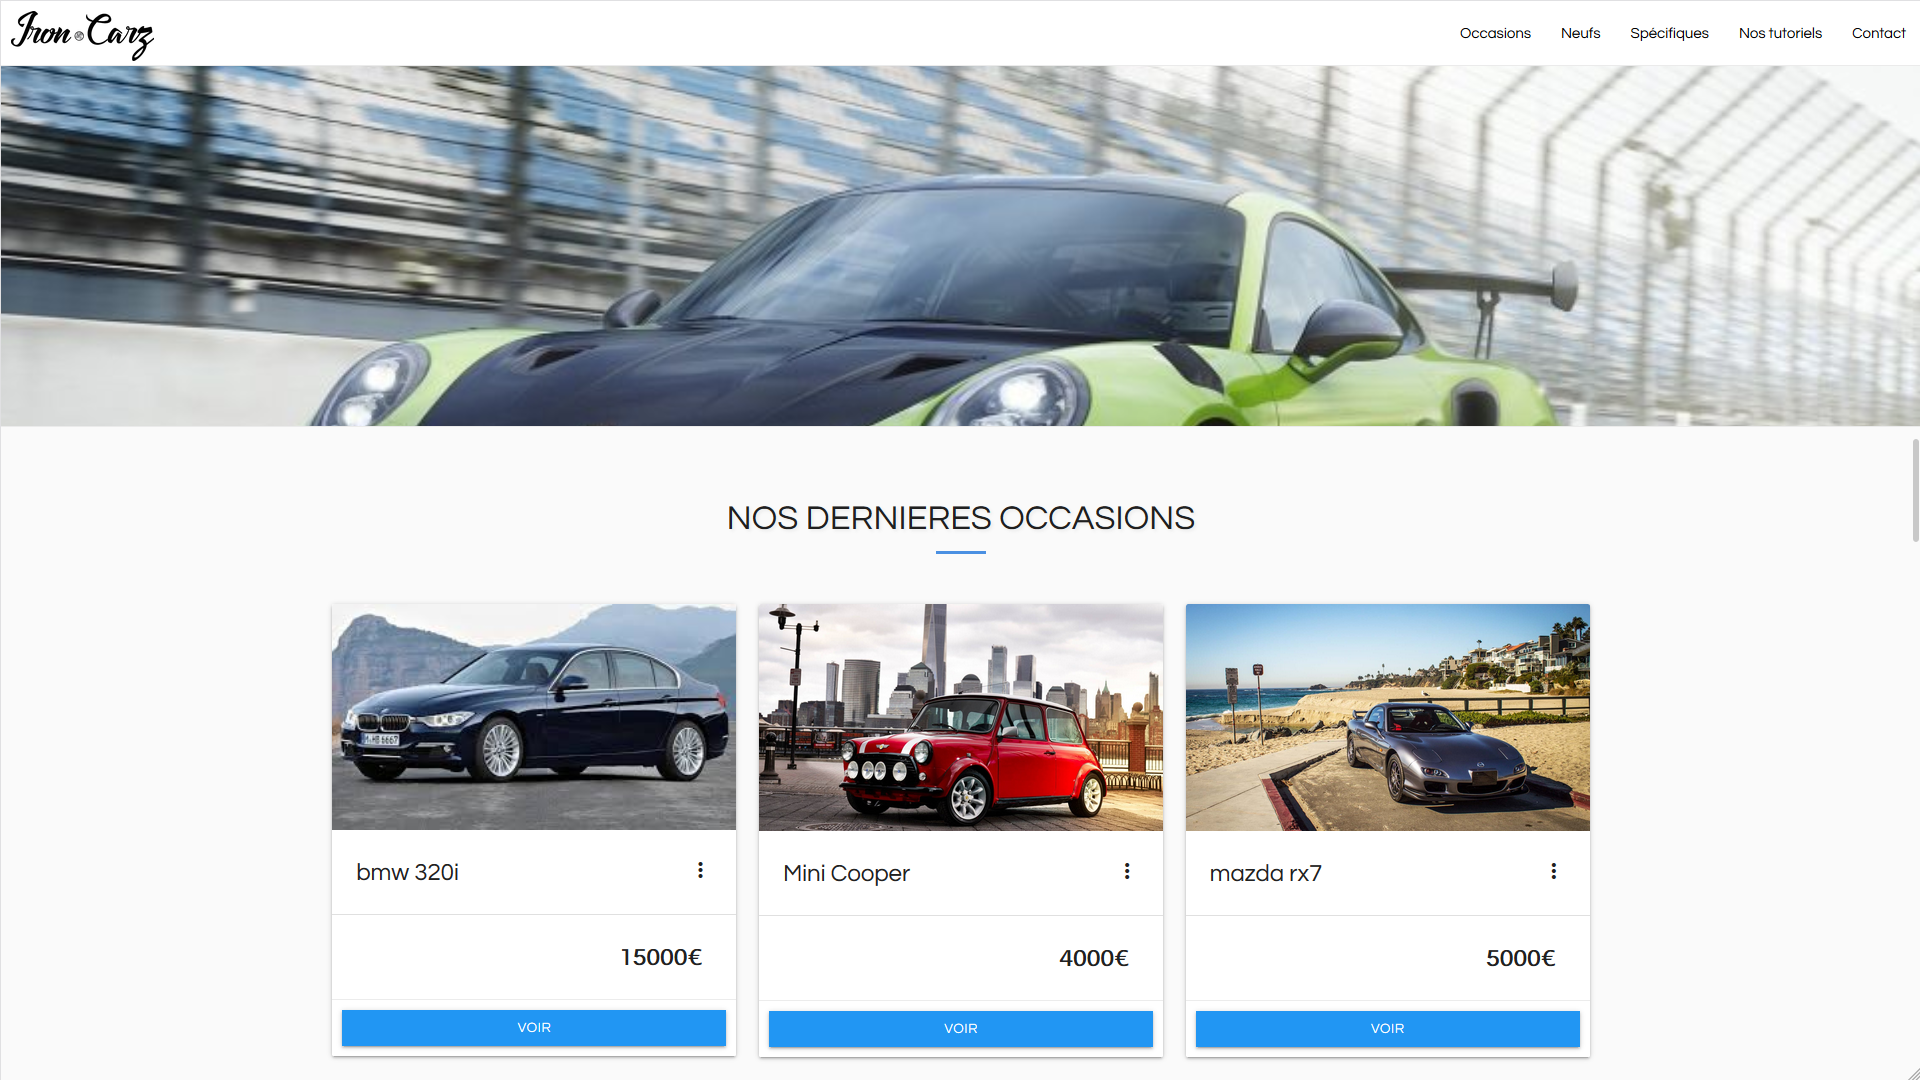 Iron Carz
Occasions Neufs Spécifiques Nos tutoriels Contact
NOS DERNIERES OCCASIONS
bmw 320i
15000€
VOIR
Mini Cooper
4000€
VOIR
mazda rx7
5000€
VOIR